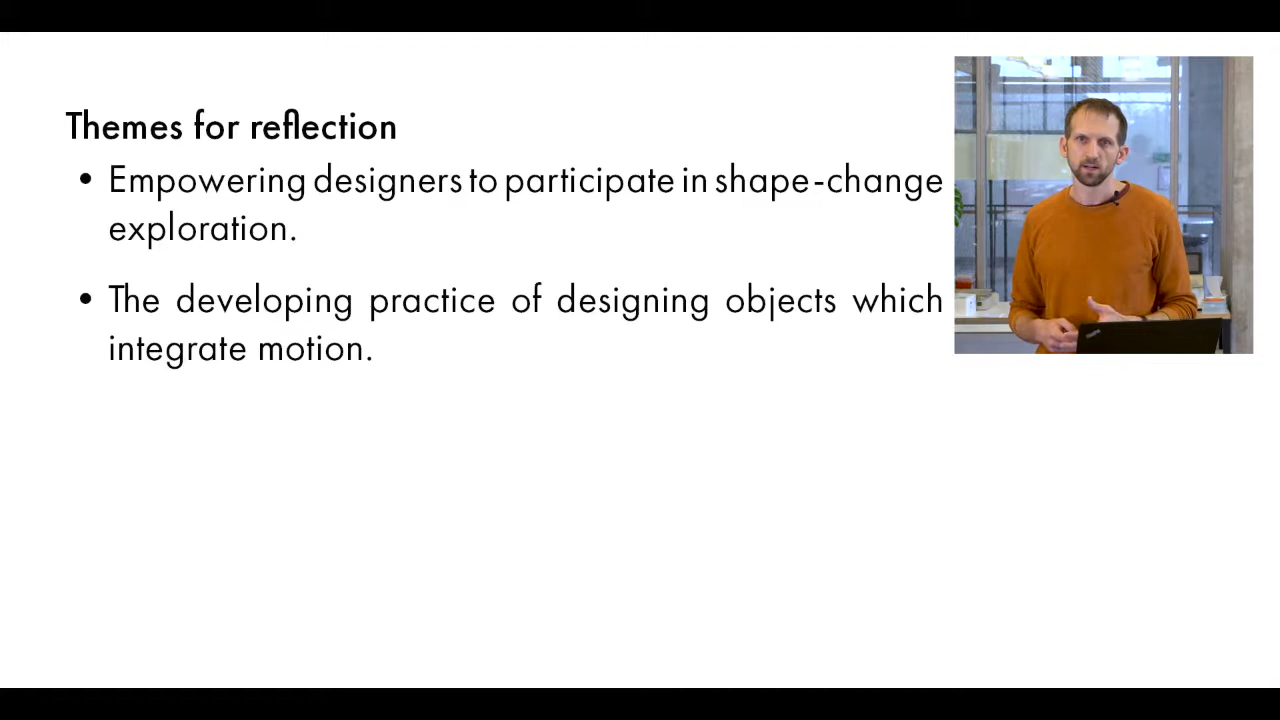 Themes for reflection
• Empowering designers to participate in shape-change
exploration.
• The developing practice of designing objects which
integrate motion.